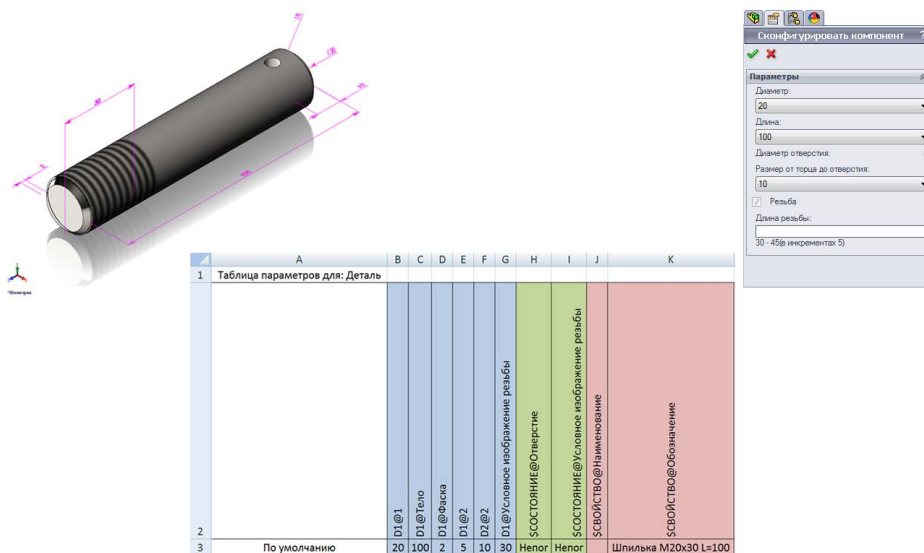 Сконфигурировать компонент ?
Параметры
Диаметр:
20
Длина:
100
Диаметр отверстия:
Размер от торца до отверстия:
10
Резьба
Длина резьбы:
30 - 45(в инкрементах 5)
40
100
10
A B C D E F G H I J K
1 Таблица параметров для: Деталь
2 D1@1 D1@Тело D1@Фаска D1@2 D2@2 D1@Условное изображение резьбы $СОСТОЯНИЕ@Отверстие $СОСТОЯНИЕ@Условное изображение резьбы $СВОЙСТВО@Наименование $СВОЙСТВО@Обозначение
3 По умолчанию 20 100 2 5 10 30 Непог Непог Шпилька М20х30 L=100